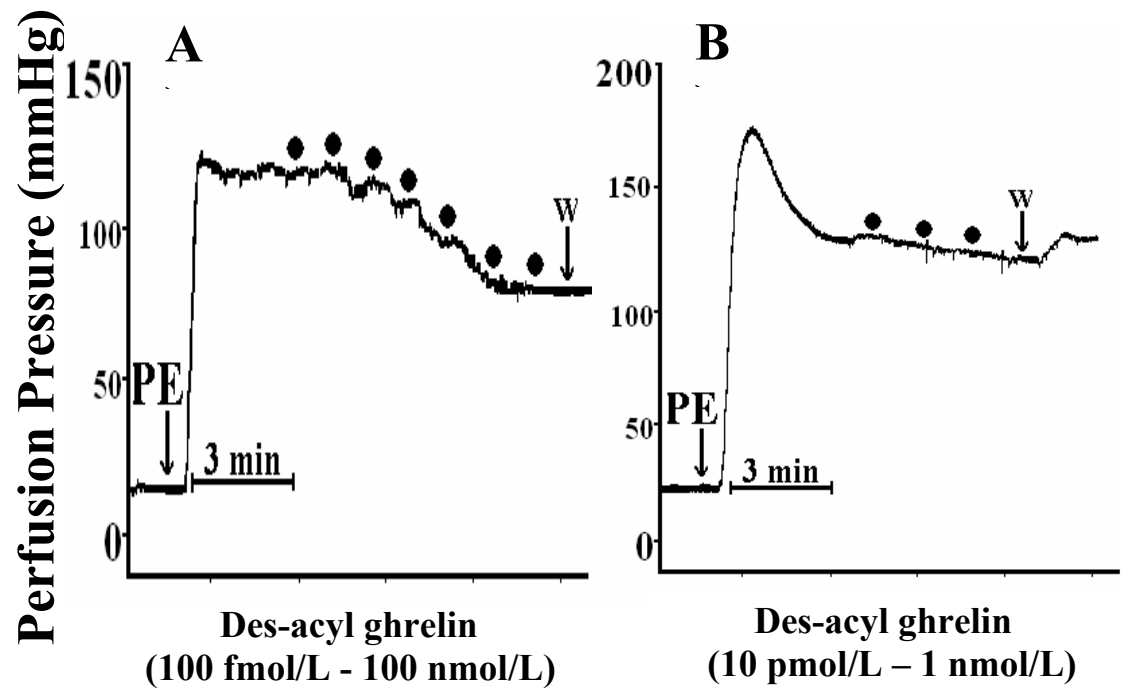 Perfusion Pressure (mmHg)
A
150
100
50
0
PE
3 min
W
Des-acyl ghrelin
(100 fmol/L - 100 nmol/L)
B
200
150
100
50
0
PE
3 min
W
Des-acyl ghrelin
(10 pmol/L – 1 nmol/L)